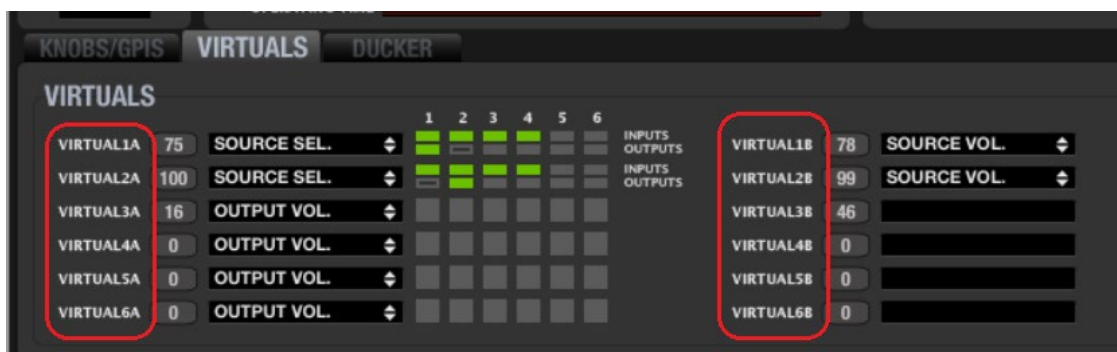 KNOBS/GPIS VIRTUALS DUCKER
VIRTUALS
1 2 3 4 5 6
VIRTUAL1A 75 SOURCE SEL. INPUTS OUTPUTS VIRTUAL1B 78 SOURCE VOL.
VIRTUAL2A 100 SOURCE SEL. INPUTS OUTPUTS VIRTUAL2B 99 SOURCE VOL.
VIRTUAL3A 16 OUTPUT VOL. VIRTUAL3B 46
VIRTUAL4A 0 OUTPUT VOL. VIRTUAL4B 0
VIRTUAL5A 0 OUTPUT VOL. VIRTUAL5B 0
VIRTUAL6A 0 OUTPUT VOL. VIRTUAL6B 0